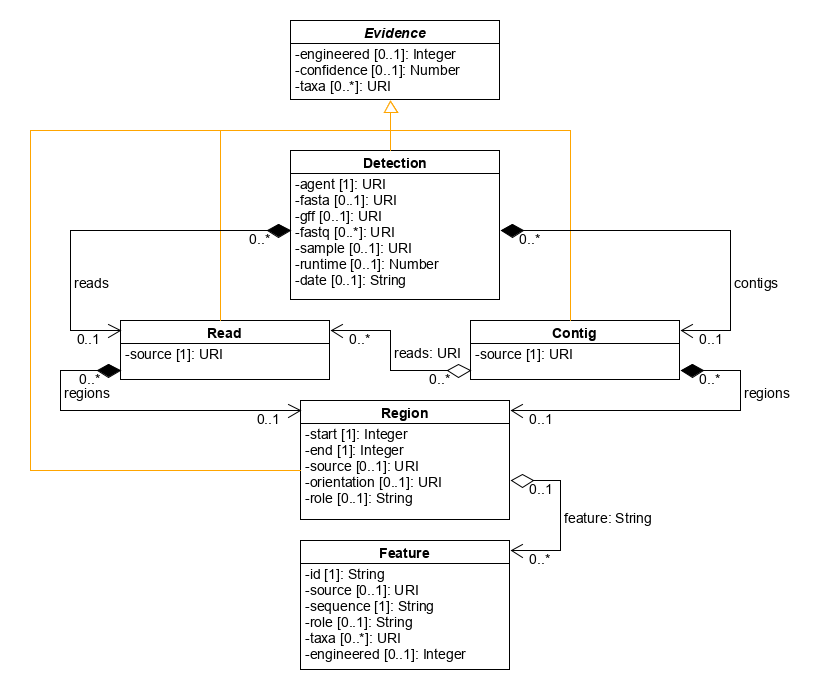 Evidence
-engineered [0..1]: Integer
-confidence [0..1]: Number
-taxa [0..*]: URI
Detection
-agent [1]: URI
-fasta [0..1]: URI
-gff [0..1]: URI
-fastq [0..*]: URI
-sample [0..1]: URI
-runtime [0..1]: Number
-date [0..1]: String
0..*
0..*
reads
contigs
0..1
0..1
Read
-source [1]: URI
0..*
reads: URI
0..*
Contig
-source [1]: URI
0..*
regions
0..1
0..*
regions
0..1
Region
-start [1]: Integer
-end [1]: Integer
-source [0..1]: URI
-orientation [0..1]: URI
-role [0..1]: String
0..1
feature: String
0..*
Feature
-id [1]: String
-source [0..1]: URI
-sequence [1]: String
-role [0..1]: String
-taxa [0..*]: URI
-engineered [0..1]: Integer